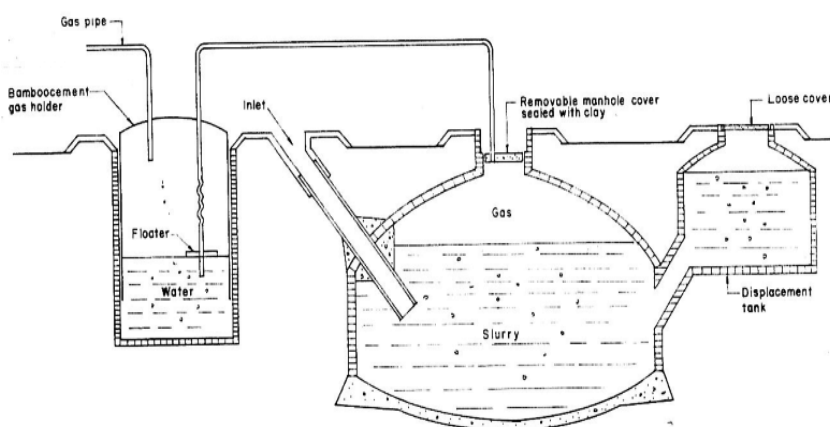 Gas pipe
Bamboocement
gas holder
Inlet
Removable manhole cover
sealed with clay
Loose cover
Gas
Floater
Water
Slurry
Displacement
tank